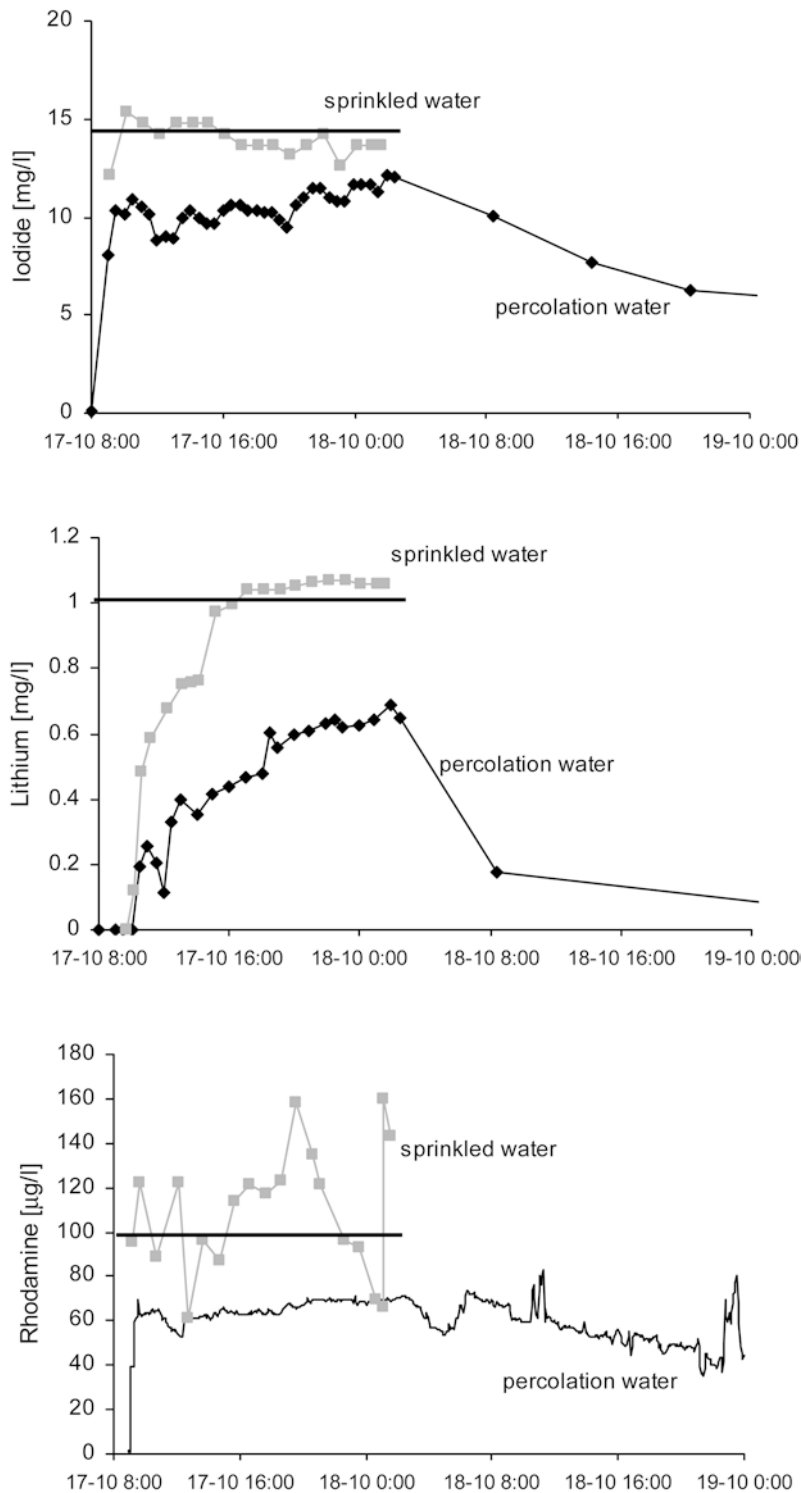 20
sprinkled water
15
Iodide [mg/l]
10
percolation water
5
0
17-10 8:00 17-10 16:00 18-10 0:00 18-10 8:00 18-10 16:00 19-10 0:00
1.2
sprinkled water
1
0.8
Lithium [mg/l]
0.6
percolation water
0.4
0.2
0
17-10 8:00 17-10 16:00 18-10 0:00 18-10 8:00 18-10 16:00 19-10 0:00
180
160
140
sprinkled water
120
Rhodamine [µg/l]
100
80
60
40
percolation water
20
0
17-10 8:00 17-10 16:00 18-10 0:00 18-10 8:00 18-10 16:00 19-10 0:00